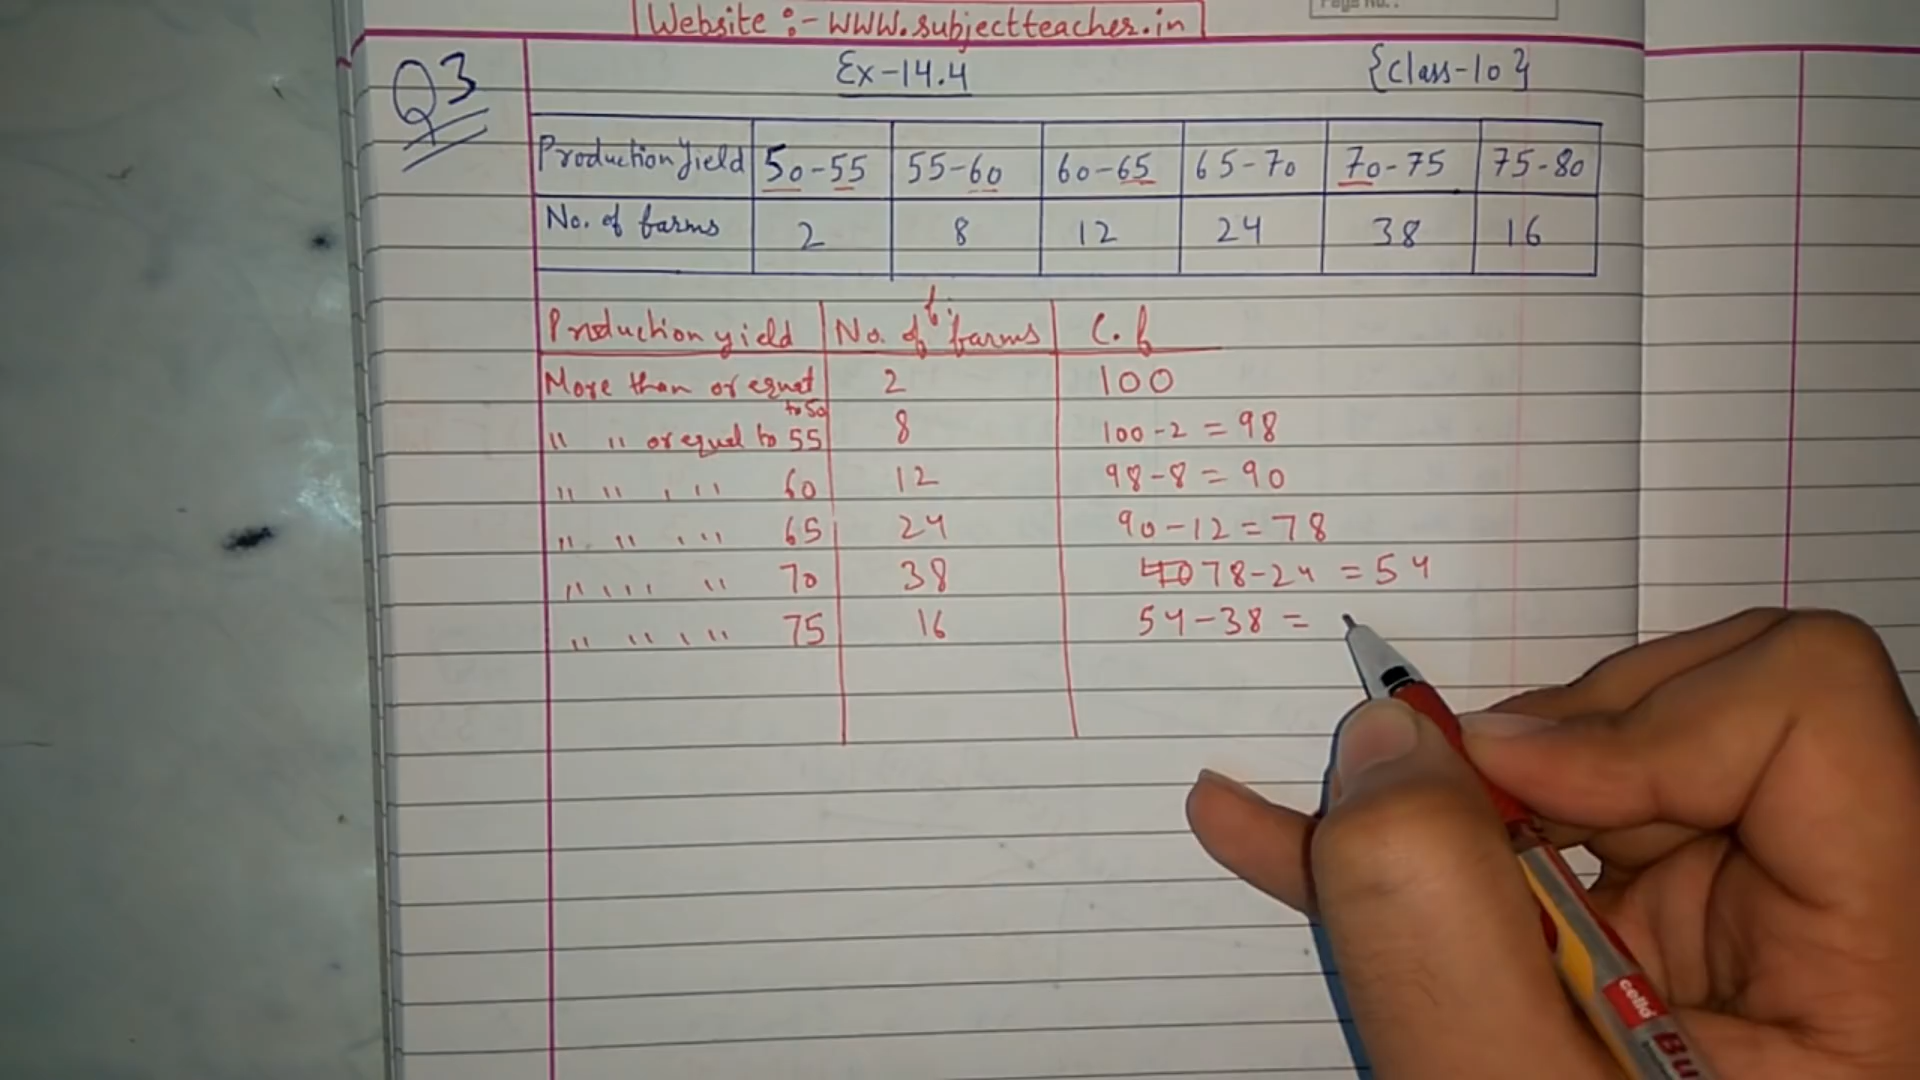 Website :- www.subjectteacher.in
Page No.:
Q3
Ex-14.4
{Class-10}
Production Yield 50-55 55-60 60-65 65-70 70-75 75-80
No. of farms 2 8 12 24 38 16
f.
Production yield No. of farms C.f
More than or equal 2 100
to 50
" " or equal to 55 8 100-2 = 98
" " , " 60 12 98-8 = 90
" " , " 65 24 90-12 = 78
" " , " 70 38 78-24 = 54
" " , " 75 16 54-38 =
cello